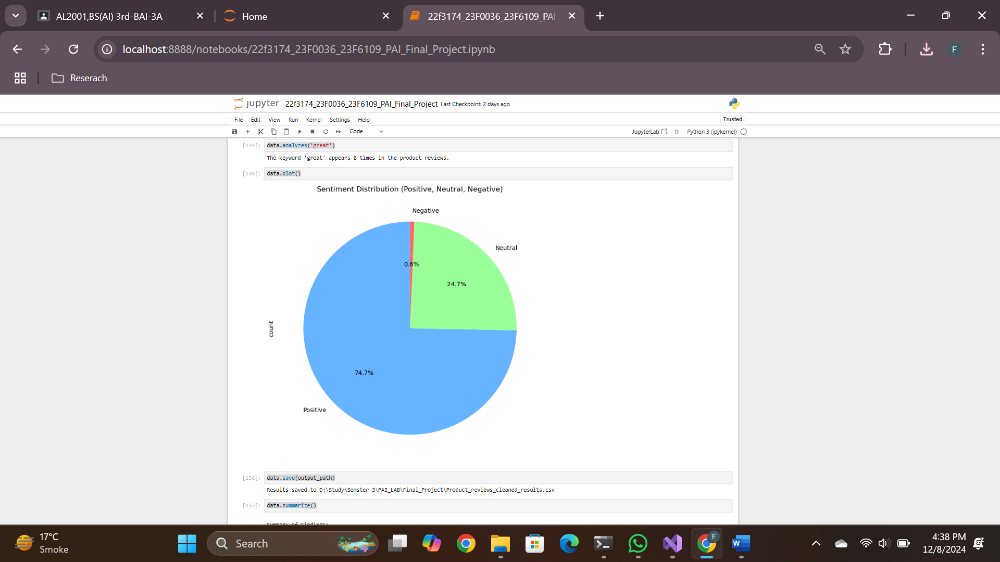 AL2001,BS(AI) 3rd-BAI-3A
Home
22f3174_23F0036_23F6109_PAI_
localhost:8888/notebooks/22f3174_23F0036_23F6109_PAI_Final_Project.ipynb
F
Reserach
jupyter 22f3174_23F0036_23F6109_PAI_Final_Project Last Checkpoint: 2 days ago
File Edit View Run Kernel Settings Help
Trusted
Code
JupyterLab
Python 3 (ipykernel)
[134]: data.analyzes('great')
The keyword 'great' appears 0 times in the product reviews.
[135]: data.plot()
Sentiment Distribution (Positive, Neutral, Negative)
Negative
Neutral
0.6%
24.7%
count
74.7%
Positive
[136]: data.save(output_path)
Results saved to D:\Study\Semster 3\PAI_LAB\Final_Project\Product_reviews_cleaned_results.csv
[137]: data.summarize()
Summary of Findings:
17°C
Smoke
Search
F
4:38 PM
12/8/2024